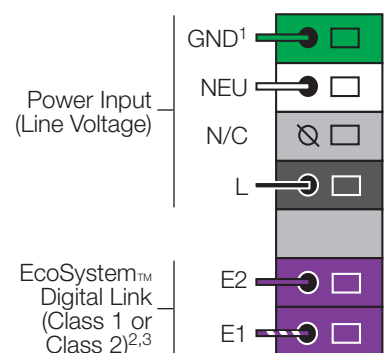 GND¹
NEU
Power Input
(Line Voltage)
N/C
L
EcoSystem™
Digital Link
(Class 1 or
Class 2)²,³
E2
E1